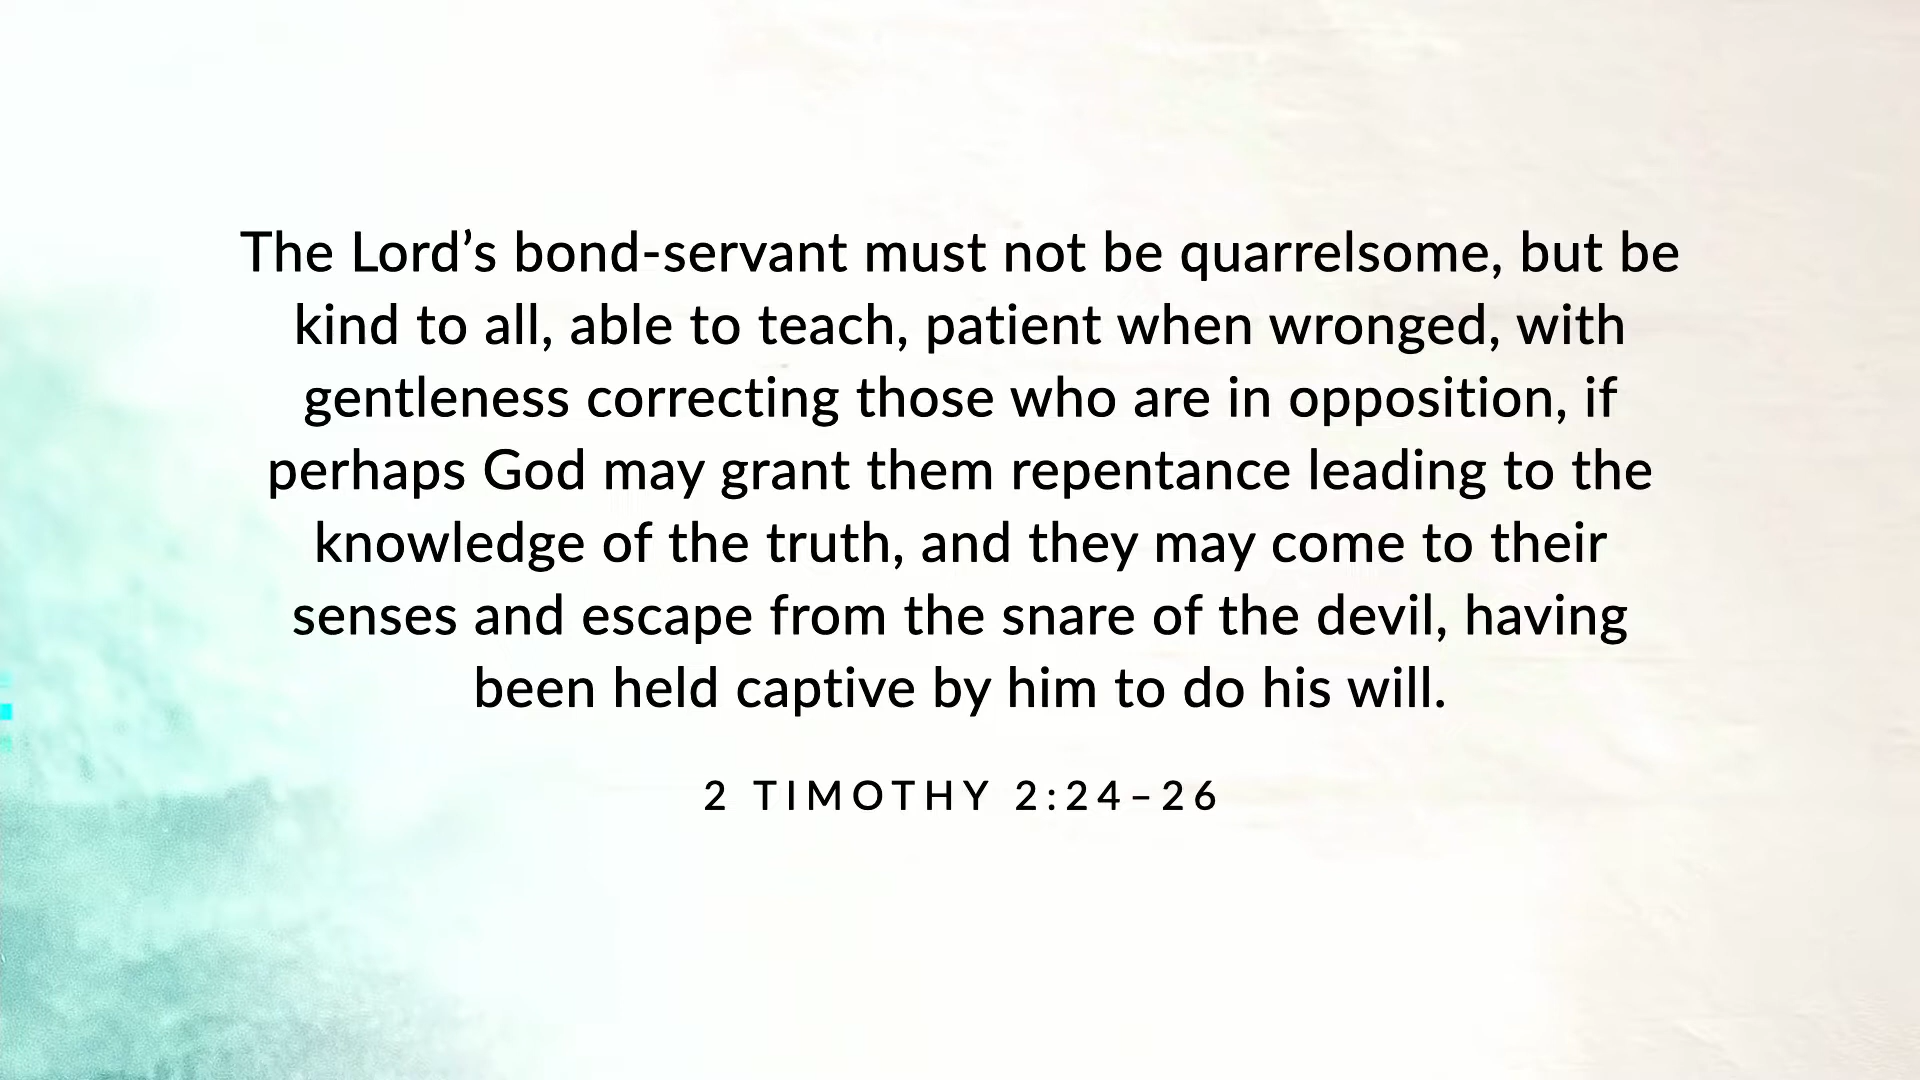 The Lord’s bond-servant must not be quarrelsome, but be
kind to all, able to teach, patient when wronged, with
gentleness correcting those who are in opposition, if
perhaps God may grant them repentance leading to the
knowledge of the truth, and they may come to their
senses and escape from the snare of the devil, having
been held captive by him to do his will.
2 TIMOTHY 2:24–26